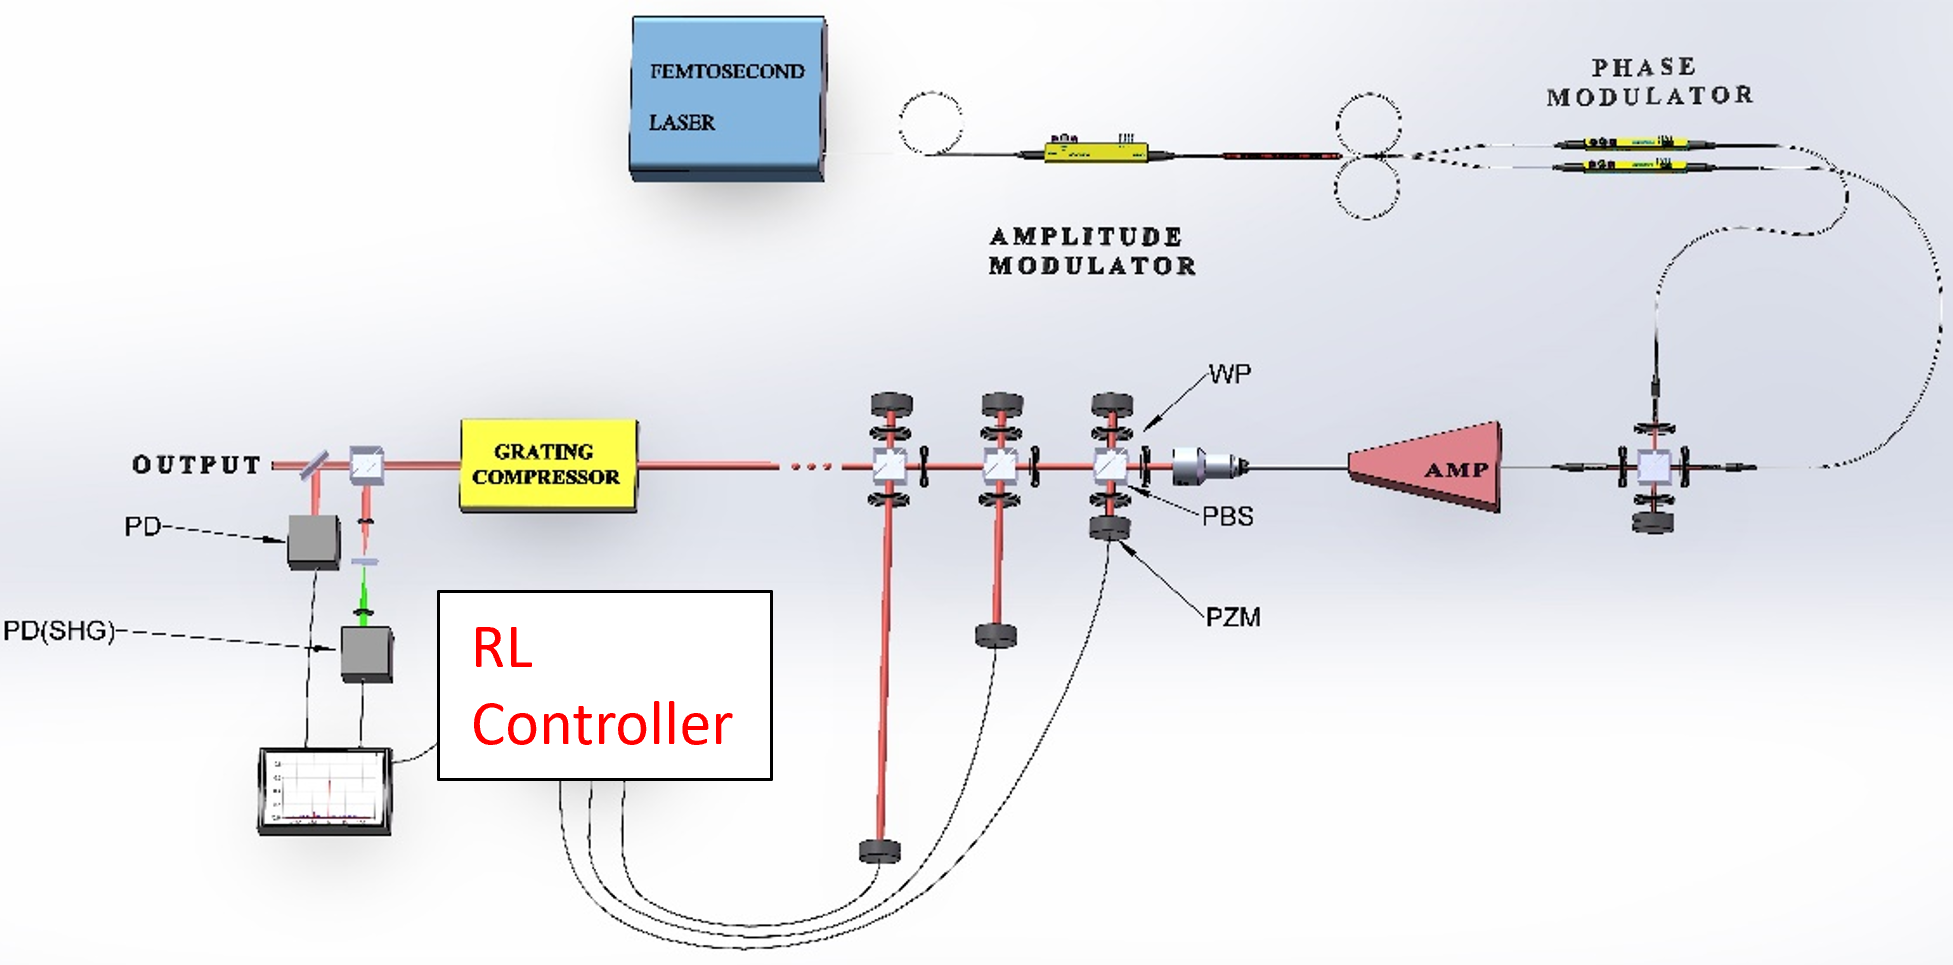 FEMTOSECOND
LASER
PHASE
MODULATOR
AMPLITUDE
MODULATOR
WP
OUTPUT
GRATING
COMPRESSOR
AMP
PD
PBS
PZM
PD(SHG)
RL
Controller